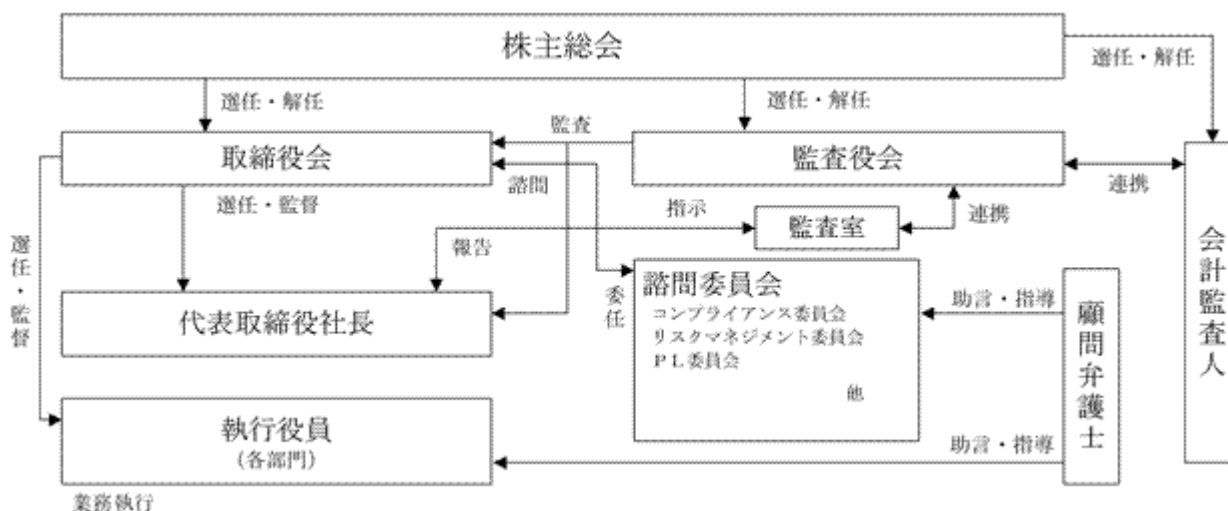 株主総会
選任・解任
選任・解任
選任・解任
取締役会
監査
監査役会
諮問
連携
選任・監督
指示
監査室
連携
報告
選任・監督
会計監査人
諮問委員会
コンプライアンス委員会
リスクマネジメント委員会
ＰＬ委員会
他
委任
助言・指導
顧問弁護士
代表取締役社長
執行役員
(各部門)
助言・指導
業務執行